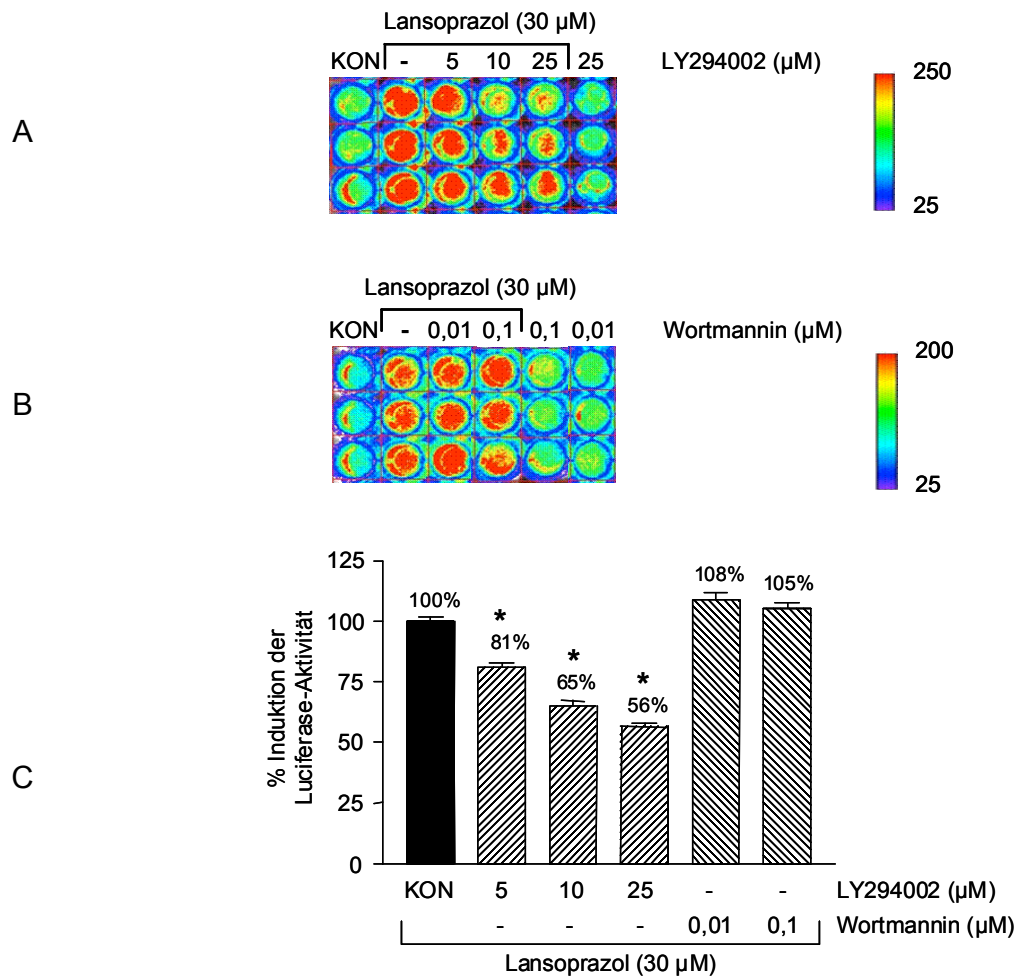 Lansoprazol (30 µM)
KON - 5 10 25 25 LY294002 (µM)
A
250
25
Lansoprazol (30 µM)
KON - 0,01 0,1 0,1 0,01 Wortmannin (µM)
B
200
25
C
% Induktion der
Luciferase-Aktivität
125
100
75
50
25
0
100%
*
81%
*
65%
*
56%
108%
105%
KON 5 10 25 - - LY294002 (µM)
- - - 0,01 0,1 Wortmannin (µM)
Lansoprazol (30 µM)